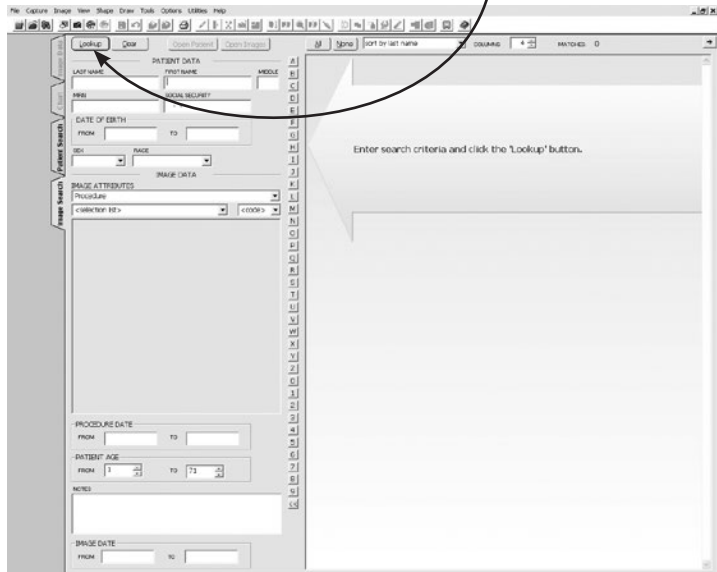 File Capture Image View Shape Draw Tools Options Utilities Help
Lookup Clear Open Patient Open Images All None sort by last name COLUMNS 4 MATCHES 0
PATIENT DATA
LAST NAME FIRST NAME MIDDLE
MRN SOCIAL SECURITY
DATE OF BIRTH
FROM TO
SEX RACE
IMAGE DATA
IMAGE ATTRIBUTES
Procedure
<selection list> <code>
PROCEDURE DATE
FROM TO
PATIENT AGE
FROM 1 TO 71
NOTES
IMAGE DATE
FROM TO
Image Data
Chart
Patient Search
Image Search
A
B
C
D
E
F
G
H
I
J
K
L
M
N
O
P
Q
R
S
T
U
V
W
X
Y
Z
0
1
2
3
4
5
6
7
8
9
<<
Enter search criteria and click the 'Lookup' button.